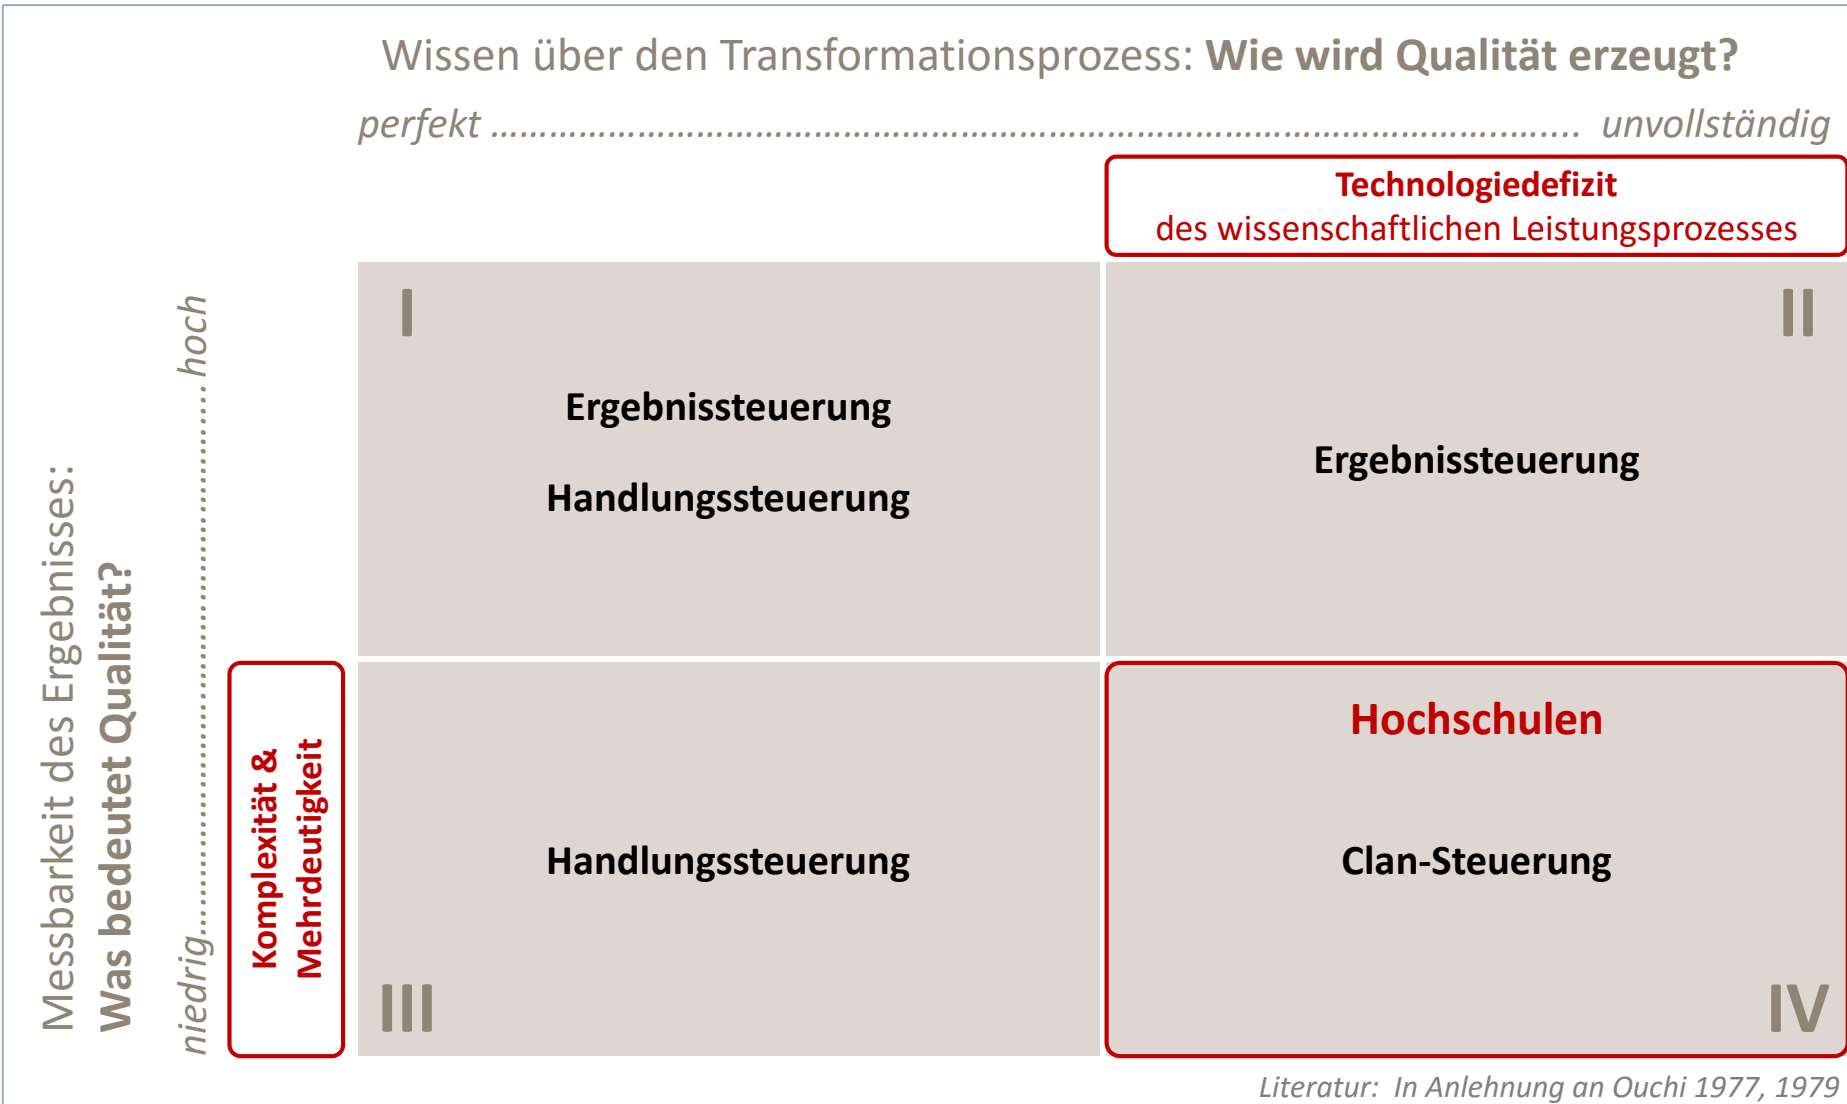 Wissen über den Transformationsprozess: Wie wird Qualität erzeugt?
perfekt ………………………………………………………………………………………………..….... unvollständig
Technologiedefizit
des wissenschaftlichen Leistungsprozesses
Messbarkeit des Ergebnisses:
Was bedeutet Qualität?
niedrig.……………………………………………………hoch
Komplexität &
Mehrdeutigkeit
I
Ergebnissteuerung
Handlungssteuerung
II
Ergebnissteuerung
Handlungssteuerung
III
Hochschulen
Clan-Steuerung
IV
Literatur: In Anlehnung an Ouchi 1977, 1979